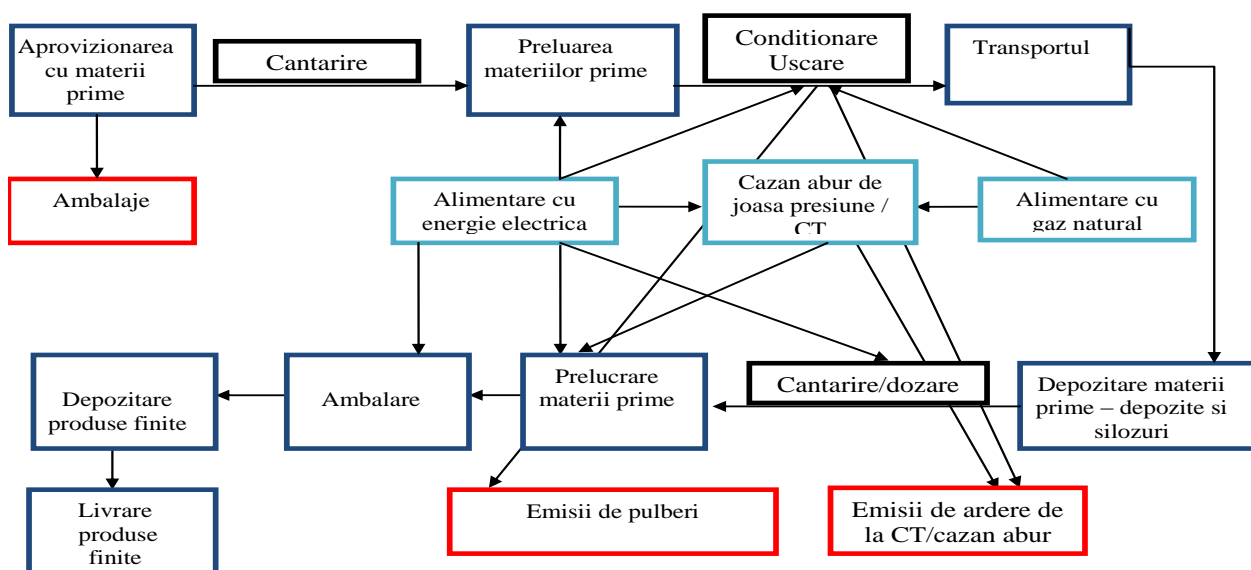 Aprovizionarea
cu materii
prime
Cantarire
Preluarea
materiilor prime
Conditionare
Uscare
Transportul
Ambalaje
Alimentare cu
energie electrica
Cazan abur de
joasa presiune /
CT
Alimentare cu
gaz natural
Depozitare
produse finite
Ambalare
Prelucrare
materii prime
Cantarire/dozare
Depozitare materii
prime – depozite si
silozuri
Livrare
produse
finite
Emisii de pulberi
Emisii de ardere de
la CT/cazan abur